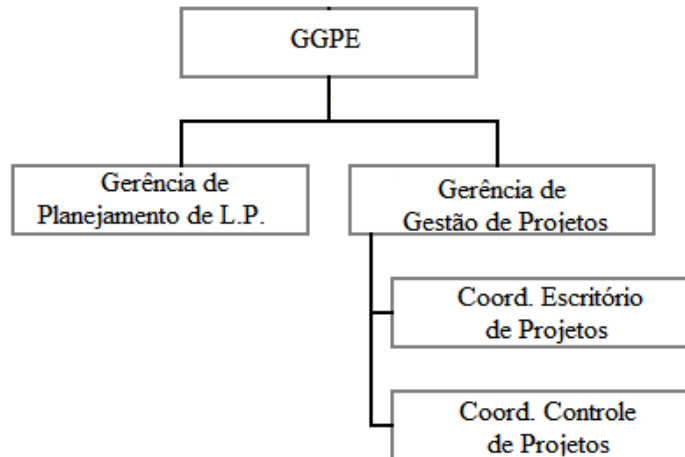 GGPE
Gerência de
Planejamento de L.P.
Gerência de
Gestão de Projetos
Coord. Escritório
de Projetos
Coord. Controle
de Projetos